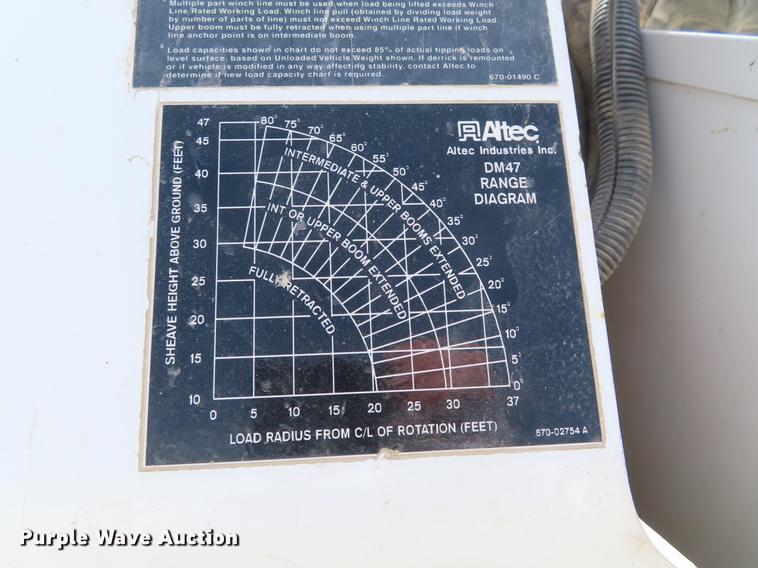 * Multiple part winch line must be used when load being lifted exceeds Winch
Line Rated Working Load. Winch line pull (obtained by dividing load weight
by number of parts of line) must not exceed Winch Line Rated Working Load.
Upper boom must be fully retracted when using multiple part line if winch
line anchor point is on intermediate boom.
Load capacities shown in chart do not exceed 85% of actual tipping loads on
level surface, based on Unloaded Vehicle Weight shown. If derrick is remounted
or if vehicle is modified in any way affecting stability, contact Altec to
determine if new load capacity chart is required.
670-01490 C
Altec
Altec Industries Inc.
DM47
RANGE
DIAGRAM
SHEAVE HEIGHT ABOVE GROUND (FEET)
47
45
40
35
30
25
20
15
10
80° 75° 70° 65° 60° 55° 50° 45° 40° 35° 30° 25° 20° 15° 10° 5° 0°
INTERMEDIATE & UPPER BOOMS EXTENDED
INT OR UPPER BOOM EXTENDED
FULLY RETRACTED
0 5 10 15 20 25 30 37
LOAD RADIUS FROM C/L OF ROTATION (FEET)
670-02754 A
Purple Wave Auction